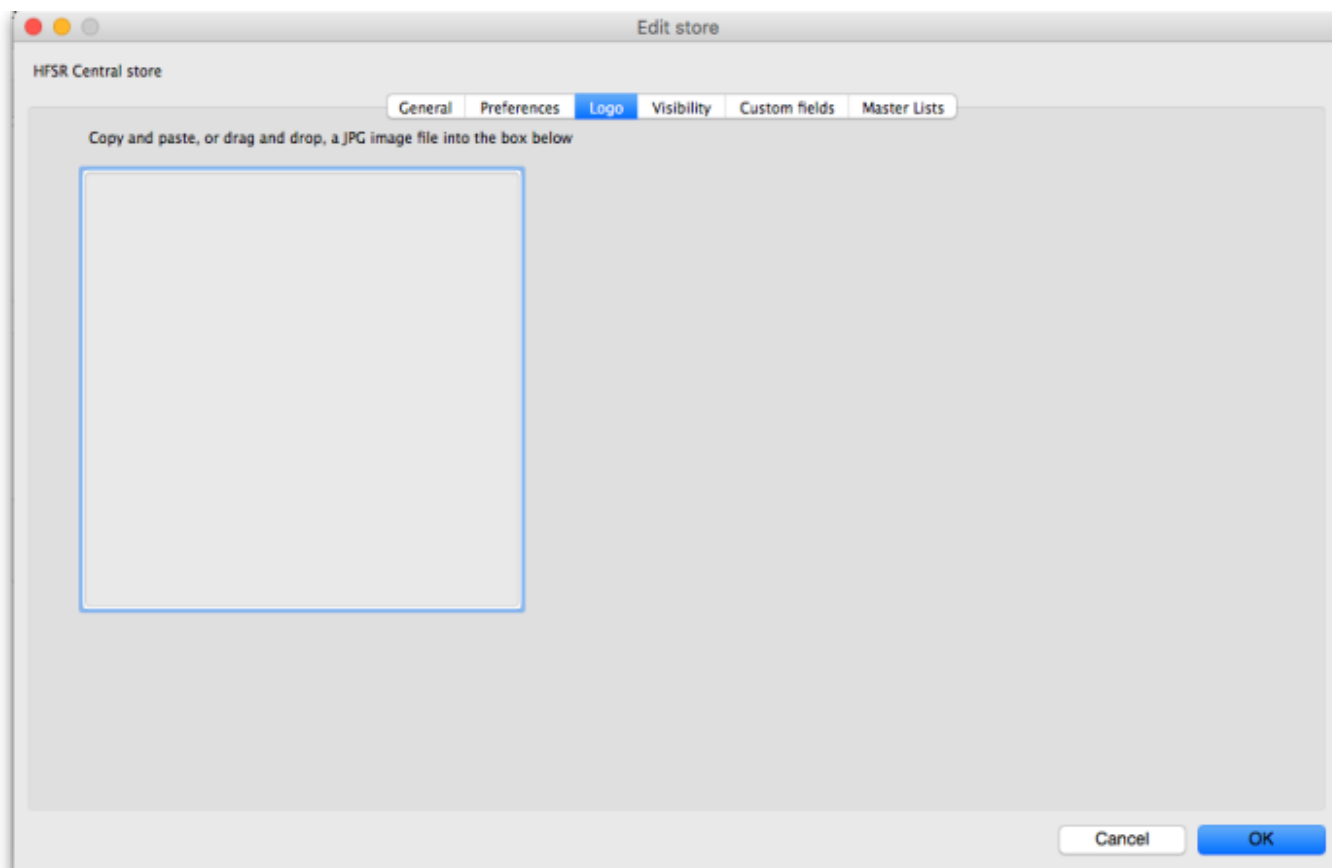 Edit store
HFSR Central store
General Preferences Logo Visibility Custom fields Master Lists
Copy and paste, or drag and drop, a JPG image file into the box below
Cancel OK